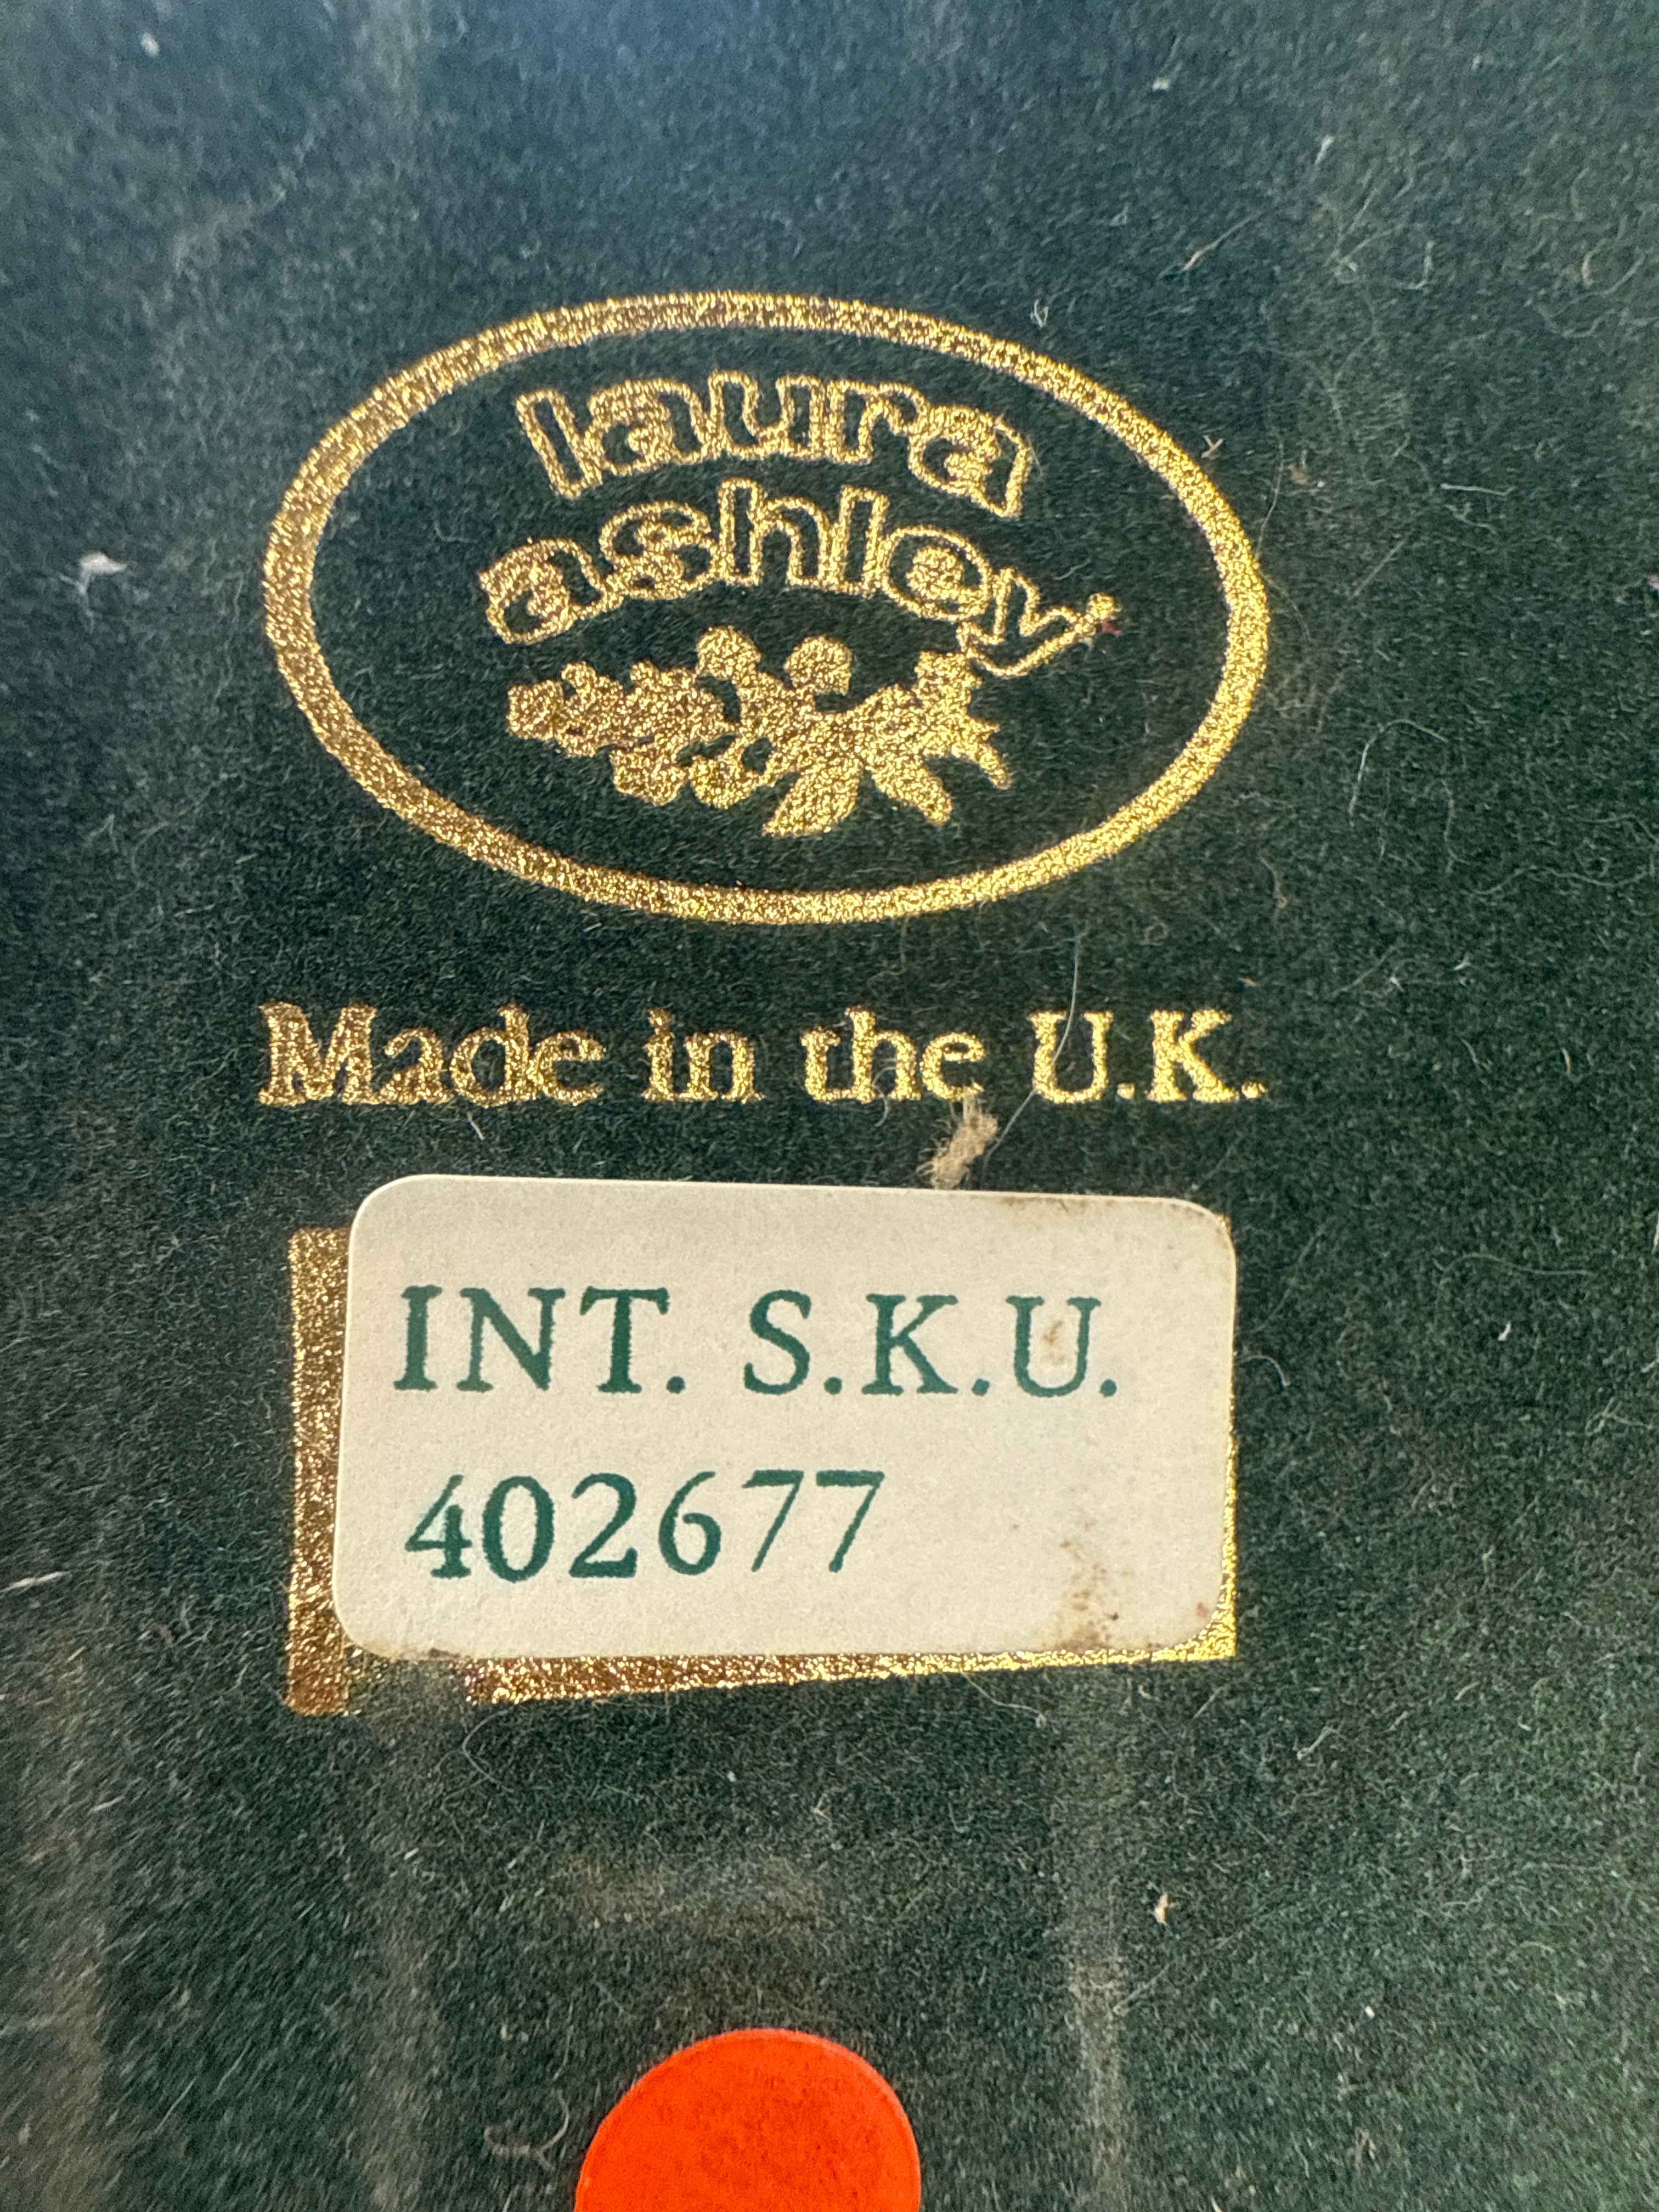 laura
ashley
Made in the U.K.
INT. S.K.U.
402677